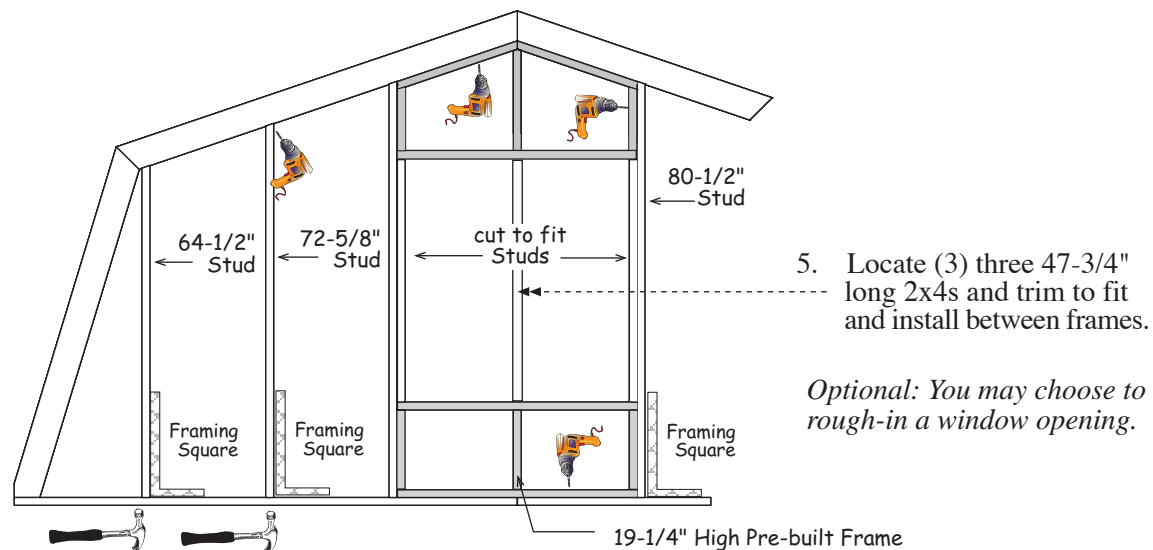 80-1/2"
Stud
64-1/2"
Stud
72-5/8"
Stud
cut to fit
Studs
5. Locate (3) three 47-3/4"
long 2x4s and trim to fit
and install between frames.
Optional: You may choose to
rough-in a window opening.
Framing
Square
Framing
Square
Framing
Square
19-1/4" High Pre-built Frame